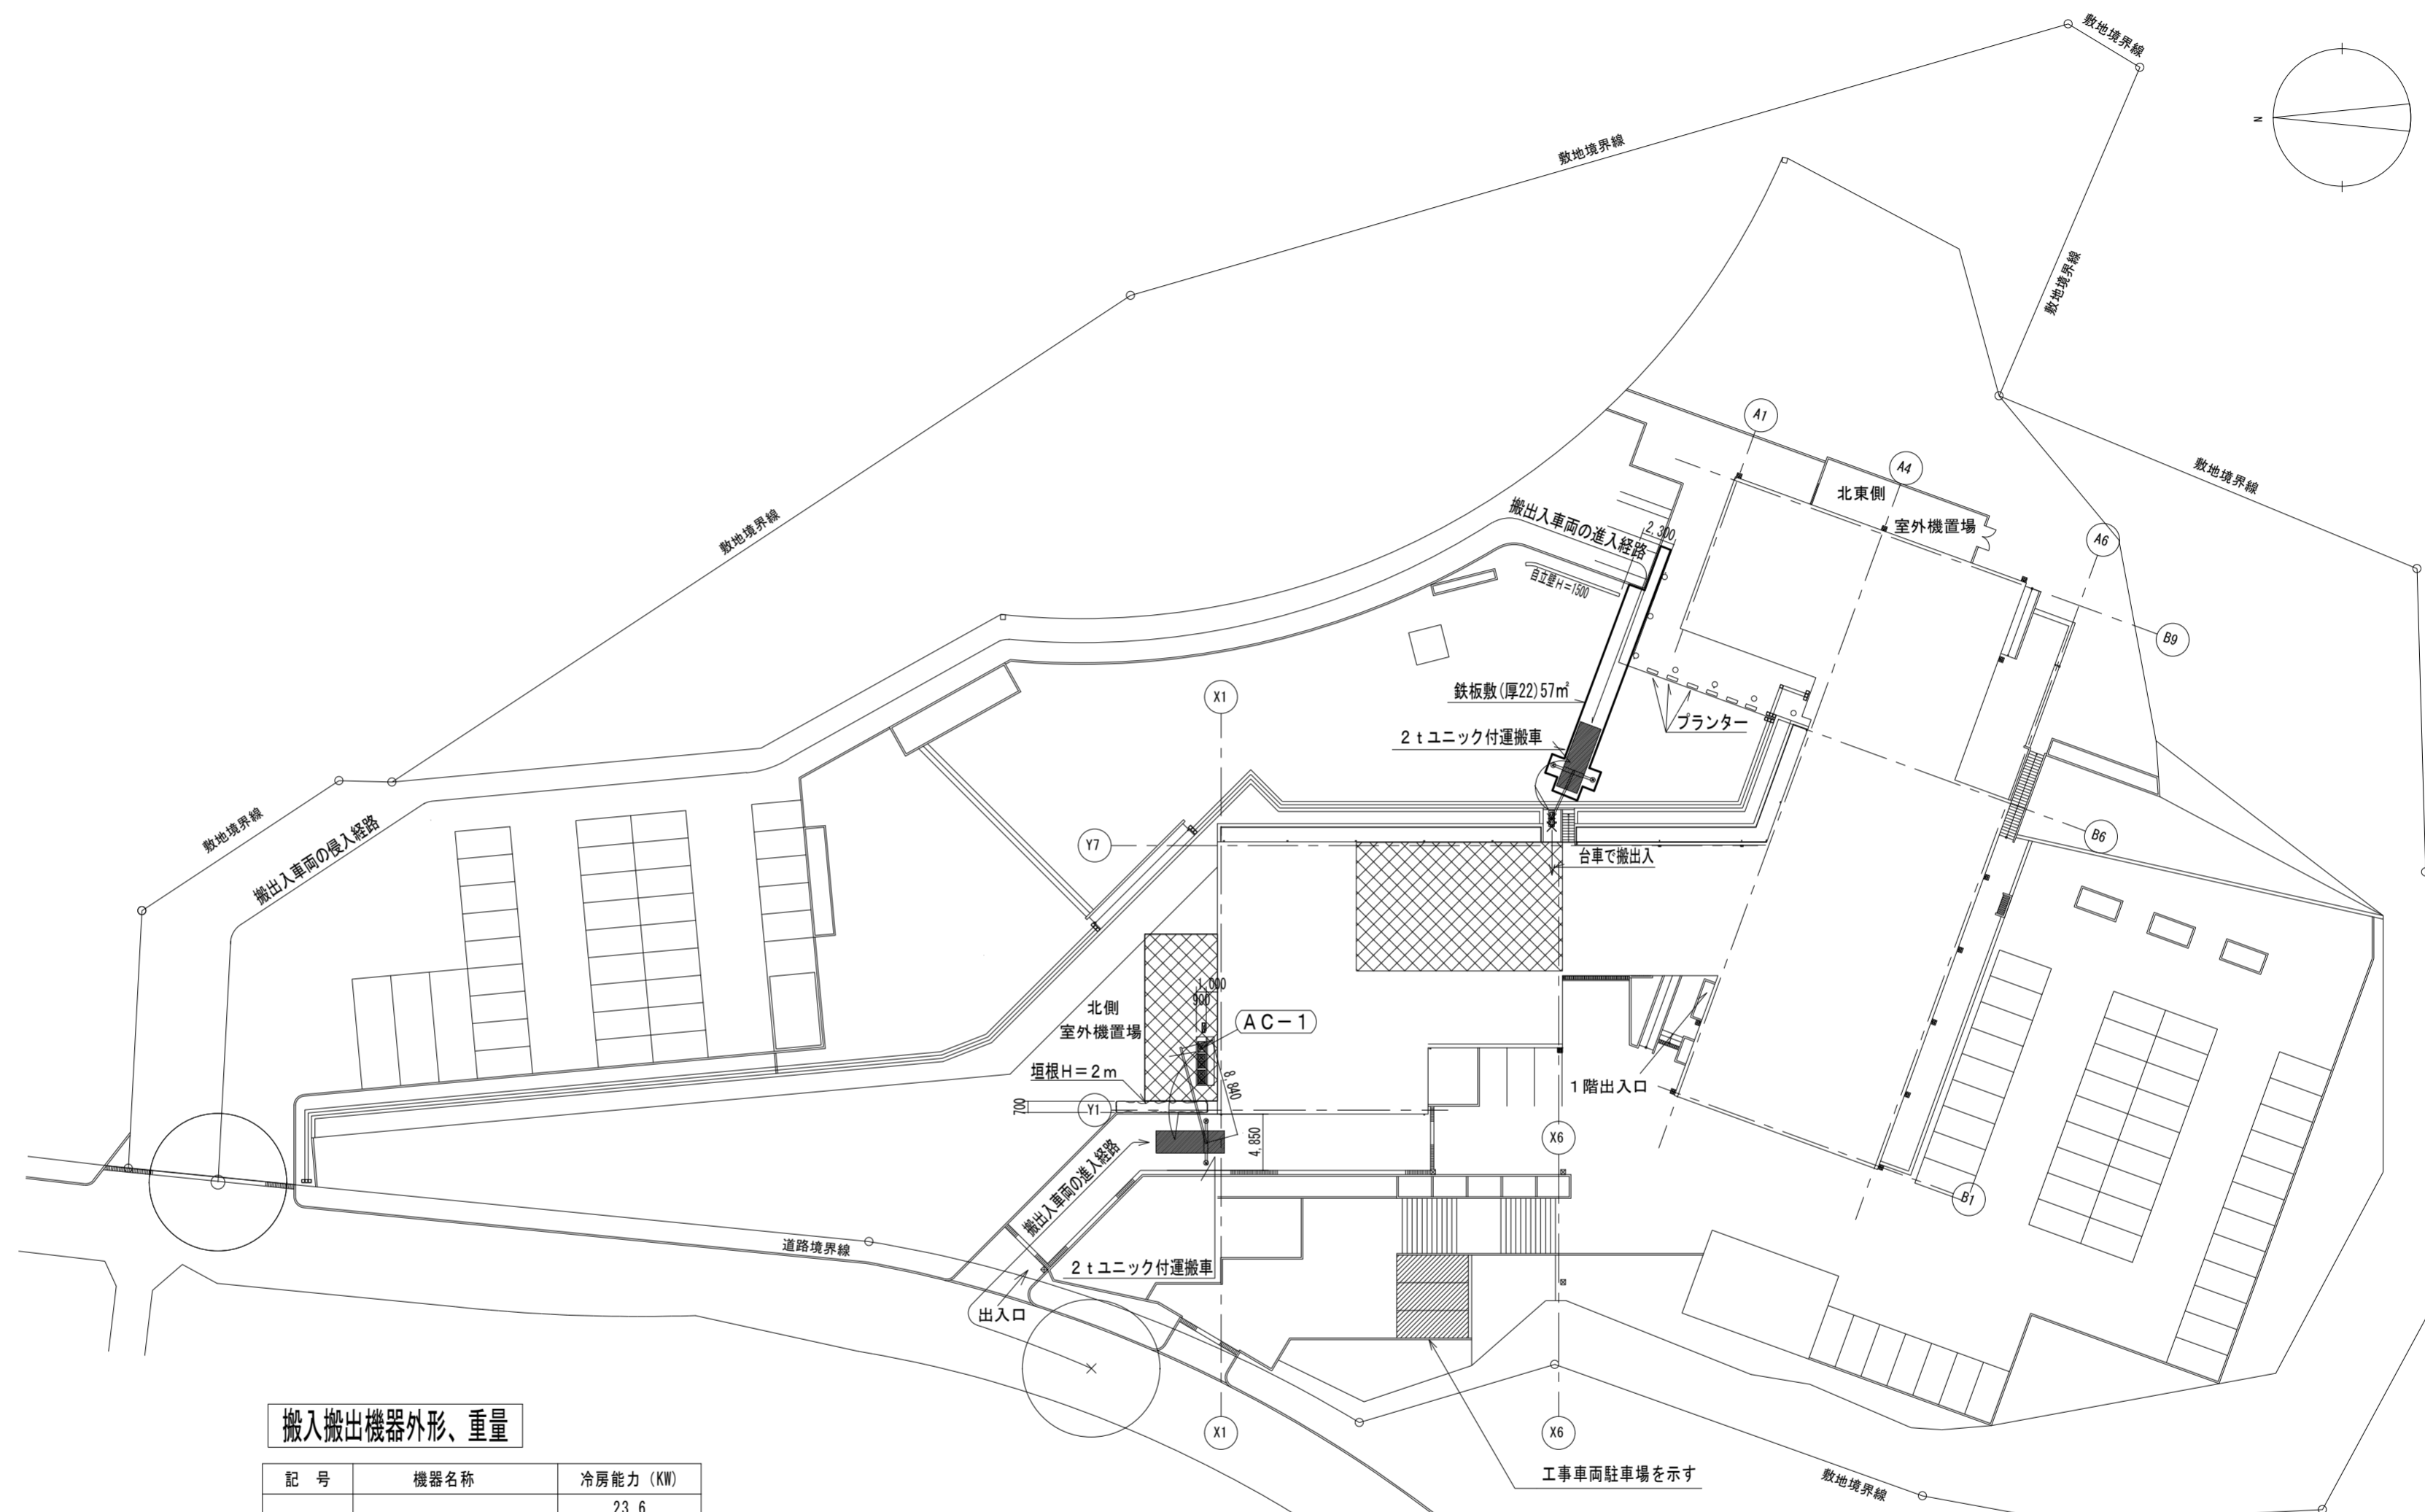 敷地境界線
N
敷地境界線
敷地境界線
敷地境界線
敷地境界線
敷地境界線
A1
A4
北東側
室外機置場
A6
搬出入車両の進入経路
2,300
自立壁H=1500
B9
鉄板敷(厚22)57㎡
プランター
2tユニック付運搬車
X1
搬出入車両の侵入経路
Y7
台車で搬出入
B6
1,000
900
北側
室外機置場
AC-1
垣根H=2m
8,840
1階出入口
700
Y1
4,850
X6
搬出入車両の進入経路
B1
道路境界線
2tユニック付運搬車
出入口
X1
X6
工事車両駐車場を示す
敷地境界線
搬入搬出機器外形、重量
記 号 機器名称 冷房能力(KW)
23.6